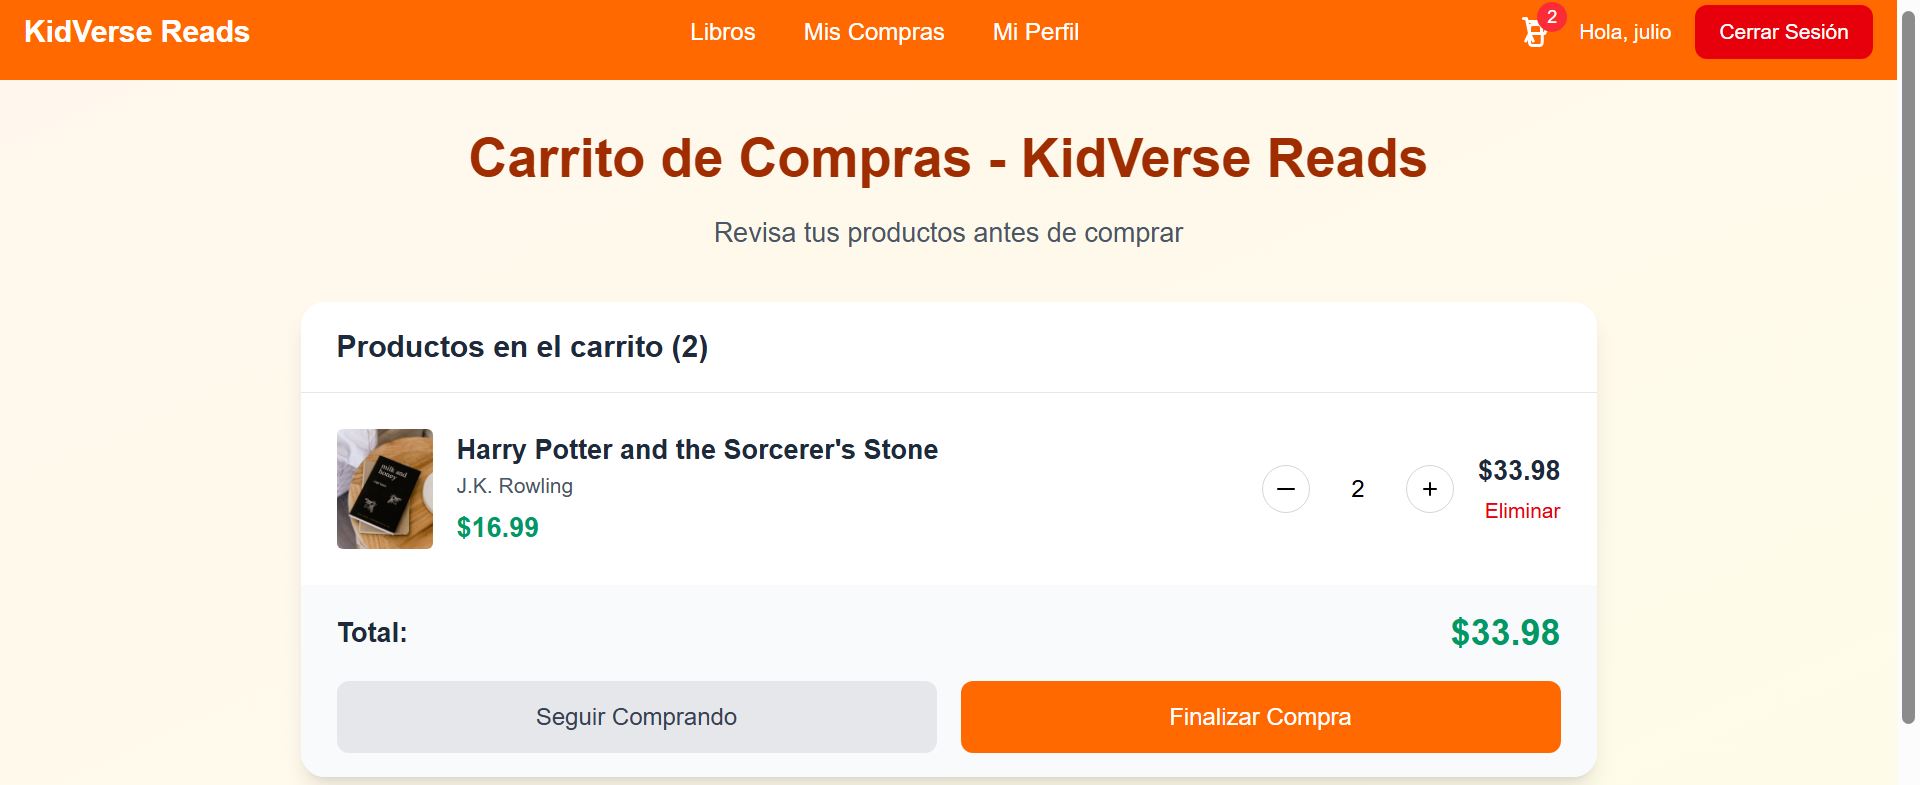 KidVerse Reads
Libros
Mis Compras
Mi Perfil
2
Hola, julio
Cerrar Sesión
Carrito de Compras - KidVerse Reads
Revisa tus productos antes de comprar
Productos en el carrito (2)
milk and
honey
Harry Potter and the Sorcerer's Stone
J.K. Rowling
$16.99
2
$33.98
Eliminar
Total:
$33.98
Seguir Comprando
Finalizar Compra